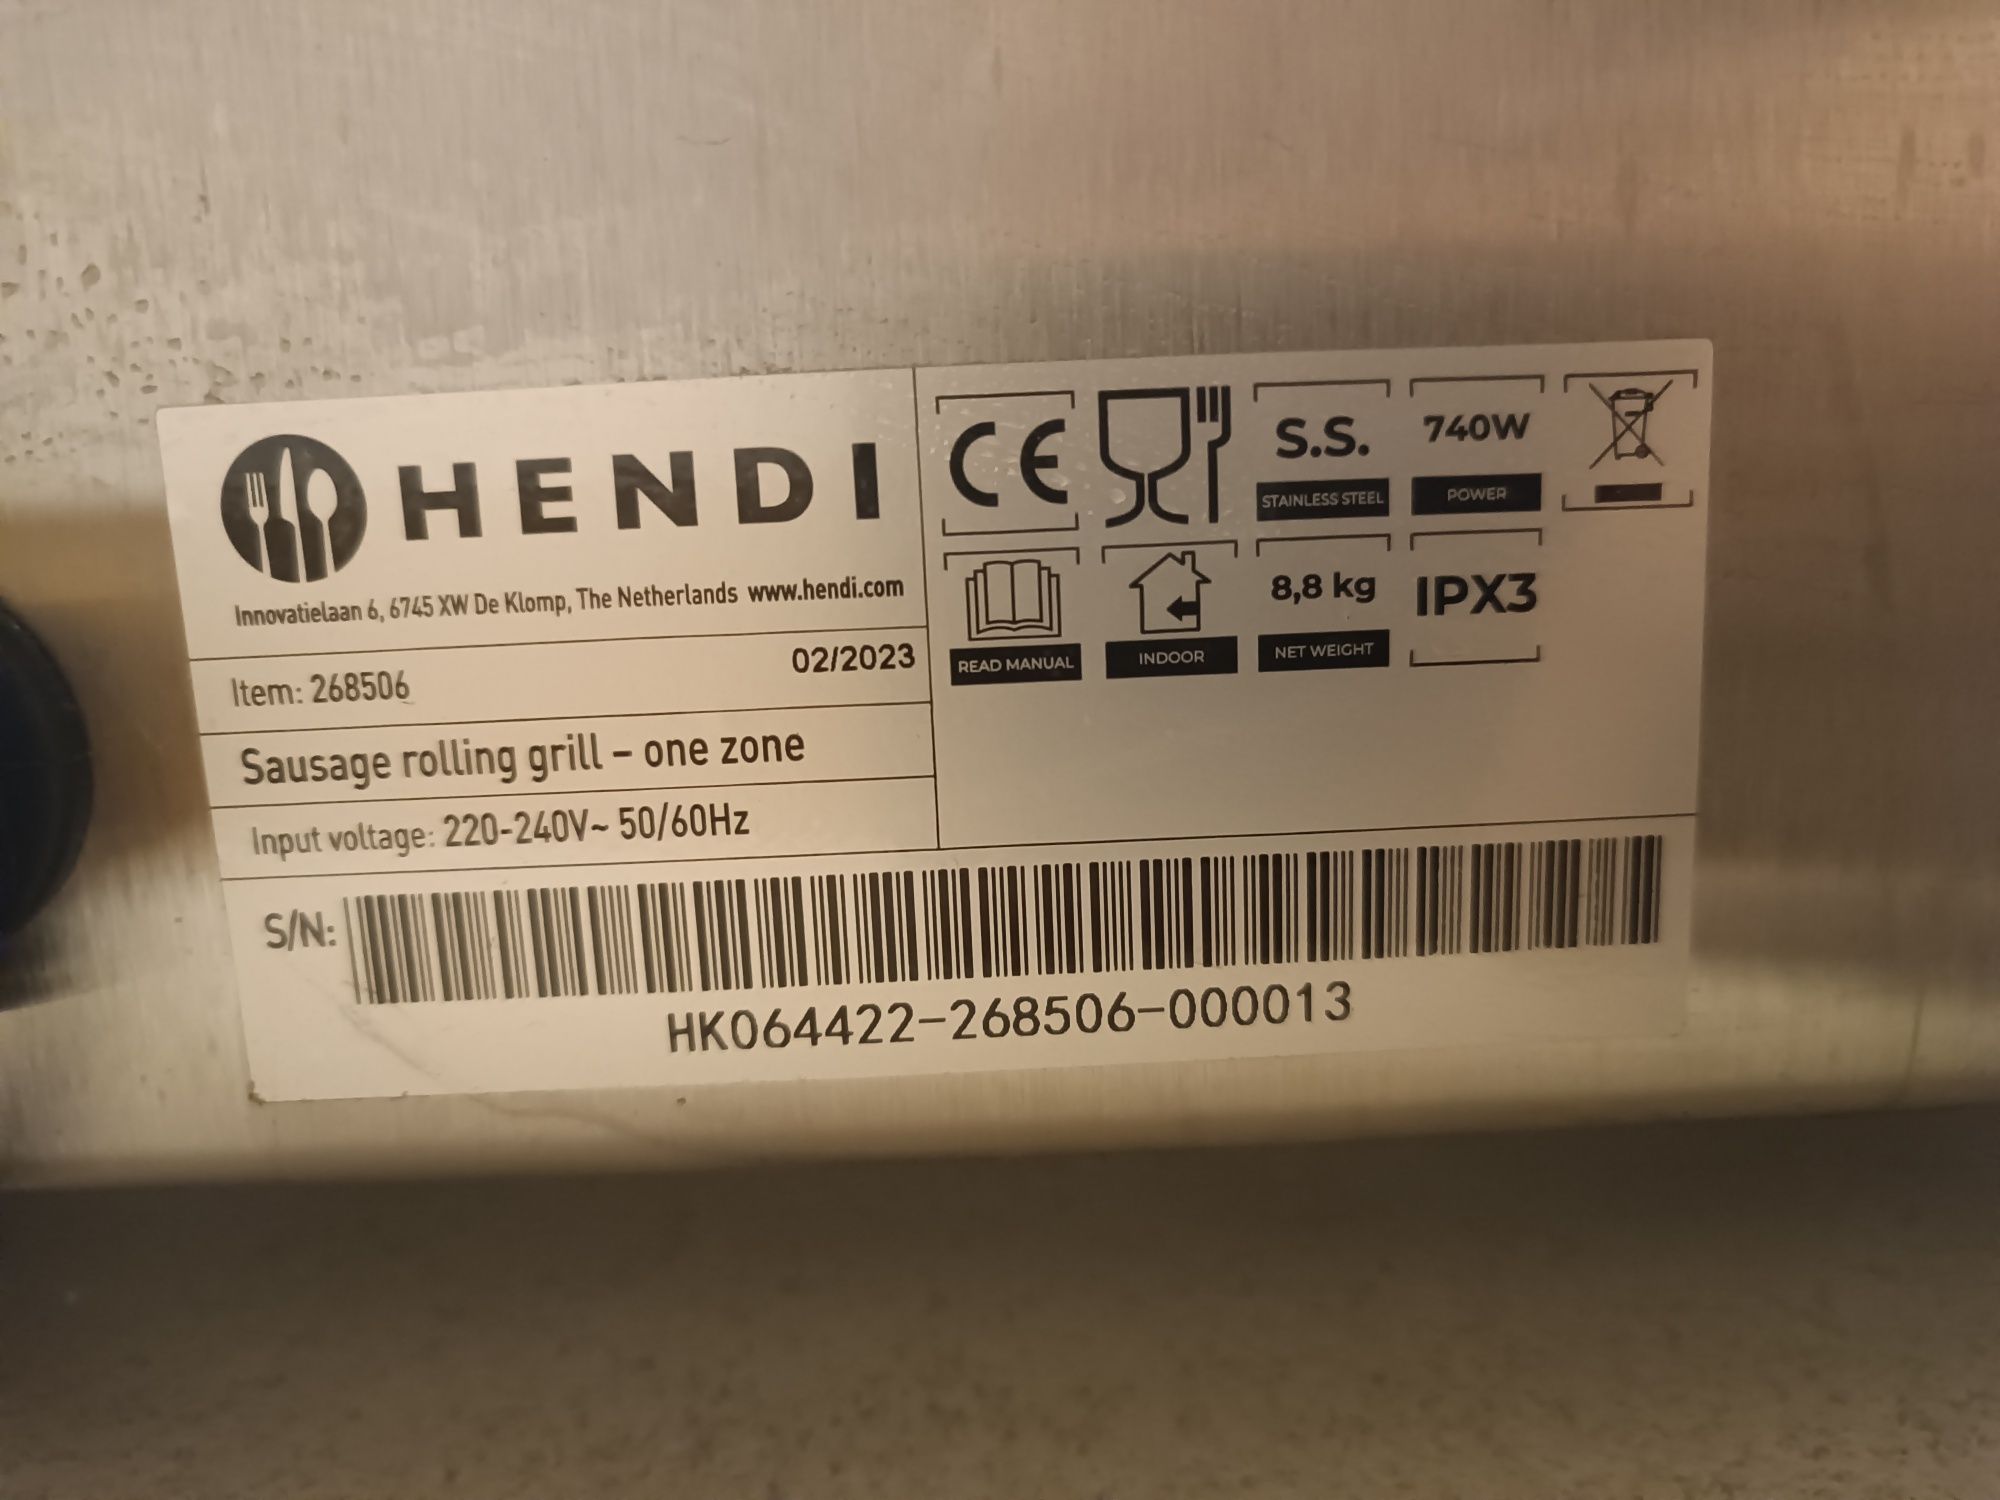 HENDI
Innovatielaan 6, 6745 XW De Klomp, The Netherlands www.hendi.com
Item: 268506
02/2023
Sausage rolling grill – one zone
Input voltage: 220-240V~ 50/60Hz
CE
S.S.
STAINLESS STEEL
740W
POWER
READ MANUAL
INDOOR
8,8 kg
NET WEIGHT
IPX3
S/N:
HK064422-268506-000013